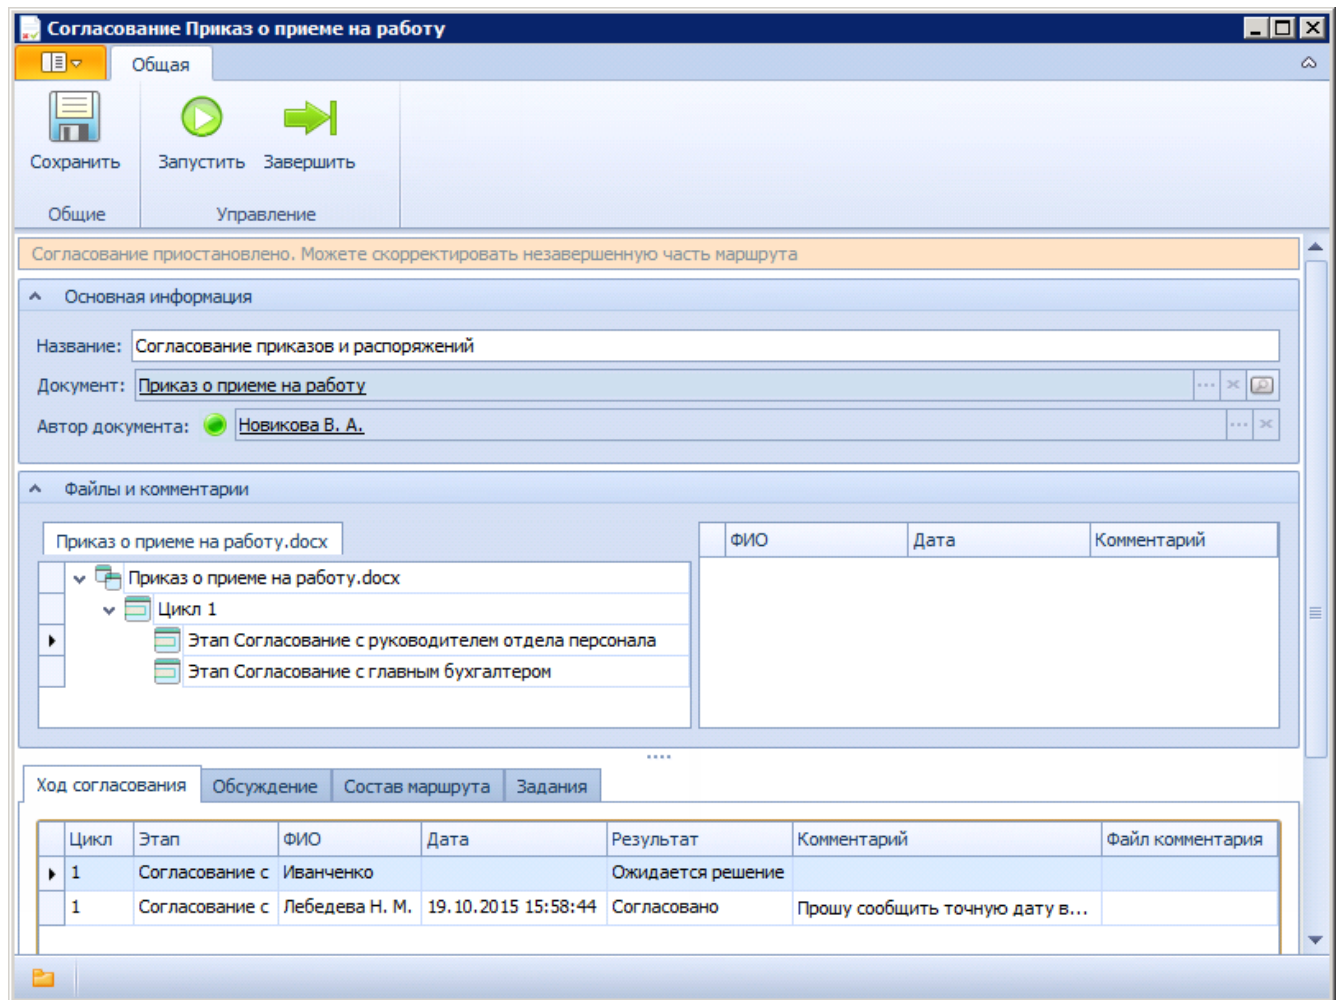 Согласование Приказ о приеме на работу
Общая
Сохранить Запустить Завершить
Общие Управление
Согласование приостановлено. Можете скорректировать незавершенную часть маршрута
Основная информация
Название: Согласование приказов и распоряжений
Документ: Приказ о приеме на работу
Автор документа: Новикова В. А.
Файлы и комментарии
Приказ о приеме на работу.docx
ФИО Дата Комментарий
Приказ о приеме на работу.docx
Цикл 1
Этап Согласование с руководителем отдела персонала
Этап Согласование с главным бухгалтером
Ход согласования Обсуждение Состав маршрута Задания
Цикл Этап ФИО Дата Результат Комментарий Файл комментария
1 Согласование с Иванченко Ожидается решение
1 Согласование с Лебедева Н. М. 19.10.2015 15:58:44 Согласовано Прошу сообщить точную дату в...